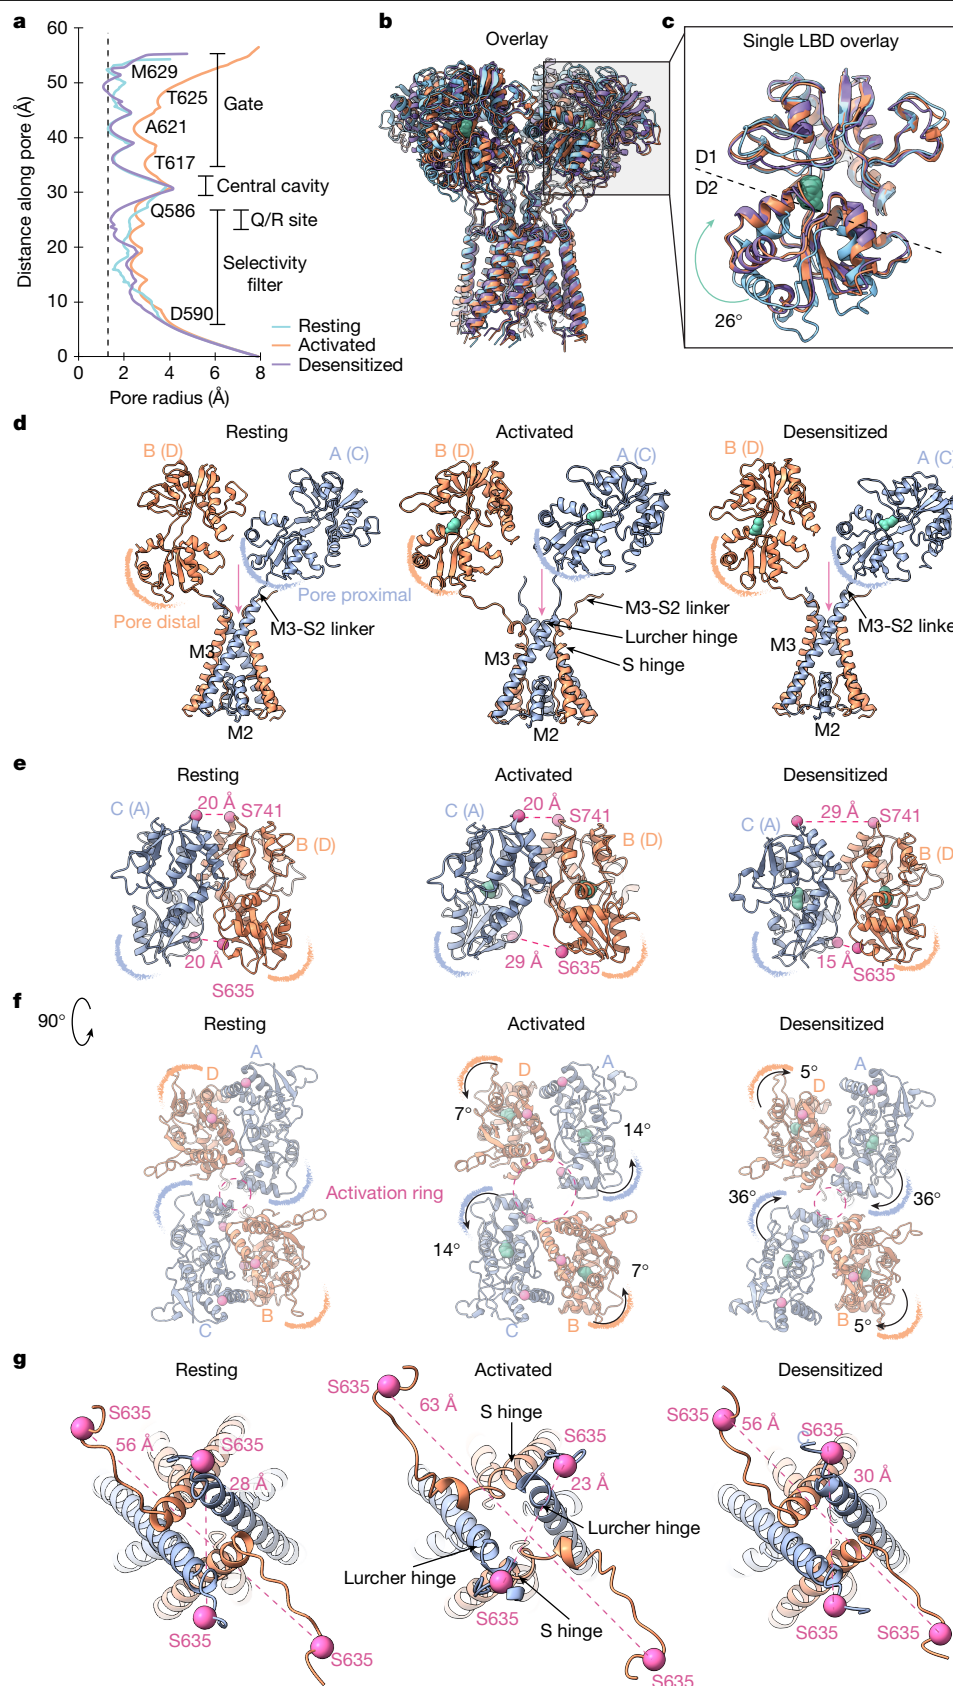 a
60
50
40
30
20
10
0
Distance along pore (Å)
0
2
4
6
8
Pore radius (Å)
M629
T625
A621
T617
Q586
D590
Gate
Central cavity
Q/R site
Selectivity
filter
Resting
Activated
Desensitized
b
Overlay
c
Single LBD overlay
D1
D2
26°
d
Resting
B (D)
A (C)
Pore distal
Pore proximal
M3-S2 linker
M3
M2
Activated
B (D)
A (C)
M3-S2 linker
Lurcher hinge
S hinge
M3
M2
Desensitized
B (D)
A (C)
M3-S2 linker
M2
e
Resting
C (A)
20 Å
S741
B (D)
20 Å
S635
Activated
C (A)
20 Å
S741
B (D)
29 Å
S635
Desensitized
C (A)
29 Å
S741
B (D
15 Å
S635
f
90°
Resting
A
D
C
B
Activation ring
Activated
A
D
7°
14°
14°
7°
C
B
Desensitized
5°
A
D
36°
36°
B
5°
g
Resting
S635
56 Å
S635
28 Å
S635
S635
Activated
S635
63 Å
S hinge
S635
23 Å
Lurcher hinge
Lurcher hinge
S635
S hinge
S635
Desensitized
S635
56 Å
S635
30 Å
S635
S635